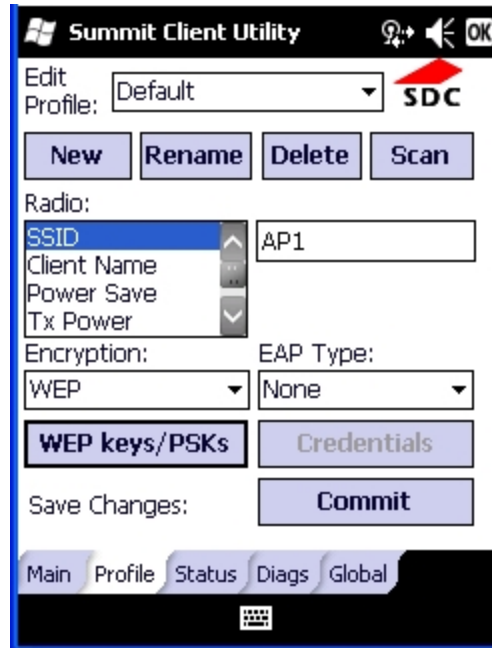 Summit Client Utility OK
Edit
Profile: Default
SDC
New Rename Delete Scan
Radio:
SSID AP1
Client Name
Power Save
Tx Power
Encryption: EAP Type:
WEP None
WEP keys/PSKs Credentials
Save Changes: Commit
Main Profile Status Diags Global